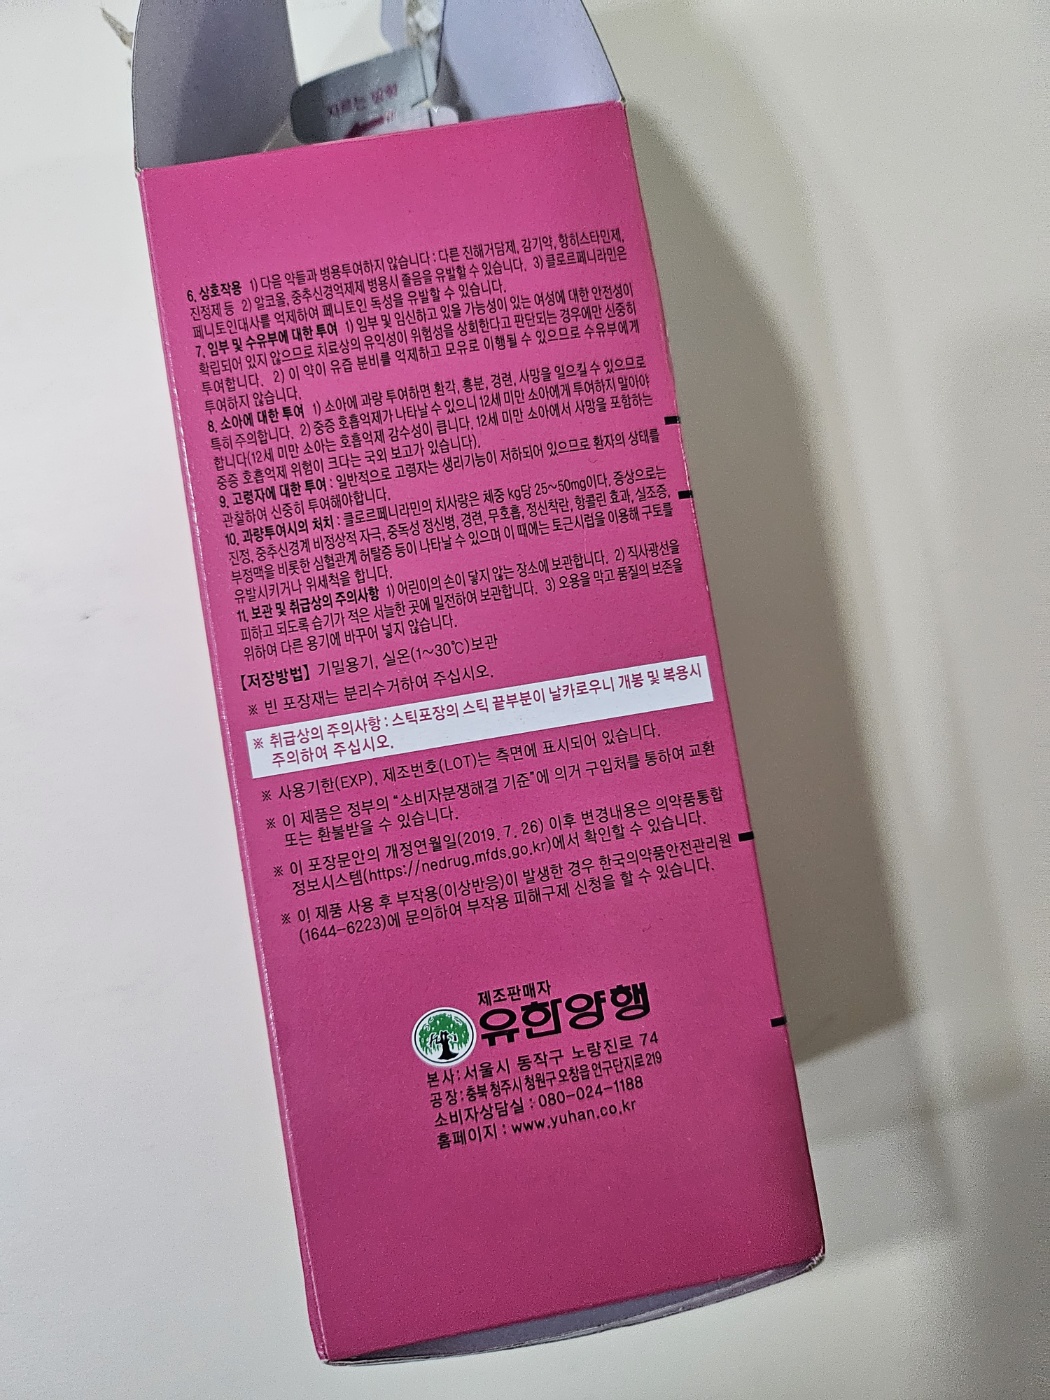 자르는 방향
6. 상호작용 1) 다음 약들과 병용투여하지 않습니다 : 다른 진해거담제, 감기약, 항히스타민제,
진정제 등 2) 알코올, 중추신경억제제 병용시 졸음을 유발할 수 있습니다. 3) 클로르페니라민은
페니토인대사를 억제하여 페니토인 독성을 유발할 수 있습니다.
7. 임부 및 수유부에 대한 투여 1) 임부 및 임신하고 있을 가능성이 있는 여성에 대한 안전성이
확립되어 있지 않으므로 치료상의 유익성이 위험성을 상회한다고 판단되는 경우에만 신중히
투여합니다. 2) 이 약이 유즙 분비를 억제하고 모유로 이행될 수 있으므로 수유부에게
투여하지 않습니다.
8. 소아에 대한 투여 1) 소아에 과량 투여하면 환각, 흥분, 경련, 사망을 일으킬 수 있으므로
특히 주의합니다. 2) 중증 호흡억제가 나타날 수 있으니 12세 미만 소아에게 투여하지 말아야
합니다(12세 미만 소아는 호흡억제 감수성이 큽니다. 12세 미만 소아에서 사망을 포함하는
중증 호흡억제 위험이 크다는 국외 보고가 있습니다).
9. 고령자에 대한 투여 : 일반적으로 고령자는 생리기능이 저하되어 있으므로 환자의 상태를
관찰하여 신중히 투여해야합니다.
10. 과량투여시의 처치 : 클로르페니라민의 치사량은 체중 kg당 25~50mg이다. 증상으로는
진정, 중추신경계 비정상적 자극, 중독성 정신병, 경련, 무호흡, 정신착란, 항콜린 효과, 실조증,
부정맥을 비롯한 심혈관계 허탈증 등이 나타날 수 있으며 이 때에는 토근시럽을 이용해 구토를
유발시키거나 위세척을 합니다.
11. 보관 및 취급상의 주의사항 1) 어린이의 손이 닿지 않는 장소에 보관합니다. 2) 직사광선을
피하고 되도록 습기가 적은 서늘한 곳에 밀전하여 보관합니다. 3) 오용을 막고 품질의 보존을
위하여 다른 용기에 바꾸어 넣지 않습니다.
【저장방법】 기밀용기, 실온(1~30℃)보관
※ 빈 포장재는 분리수거하여 주십시오.
※ 취급상의 주의사항 : 스틱포장의 스틱 끝부분이 날카로우니 개봉 및 복용시
주의하여 주십시오.
※ 사용기한(EXP), 제조번호(LOT)는 측면에 표시되어 있습니다.
※ 이 제품은 정부의 "소비자분쟁해결 기준"에 의거 구입처를 통하여 교환
또는 환불받을 수 있습니다.
※ 이 포장문안의 개정연월일(2019. 7. 26) 이후 변경내용은 의약품통합
정보시스템(https://nedrug.mfds.go.kr)에서 확인할 수 있습니다.
※ 이 제품 사용 후 부작용(이상반응)이 발생한 경우 한국의약품안전관리원
(1644-6223)에 문의하여 부작용 피해구제 신청을 할 수 있습니다.
제조판매자
유한양행
본사 : 서울시 동작구 노량진로 74
공장 : 충북 청주시 청원구 오창읍 연구단지로 219
소비자상담실 : 080-024-1188
홈페이지 : www.yuhan.co.kr